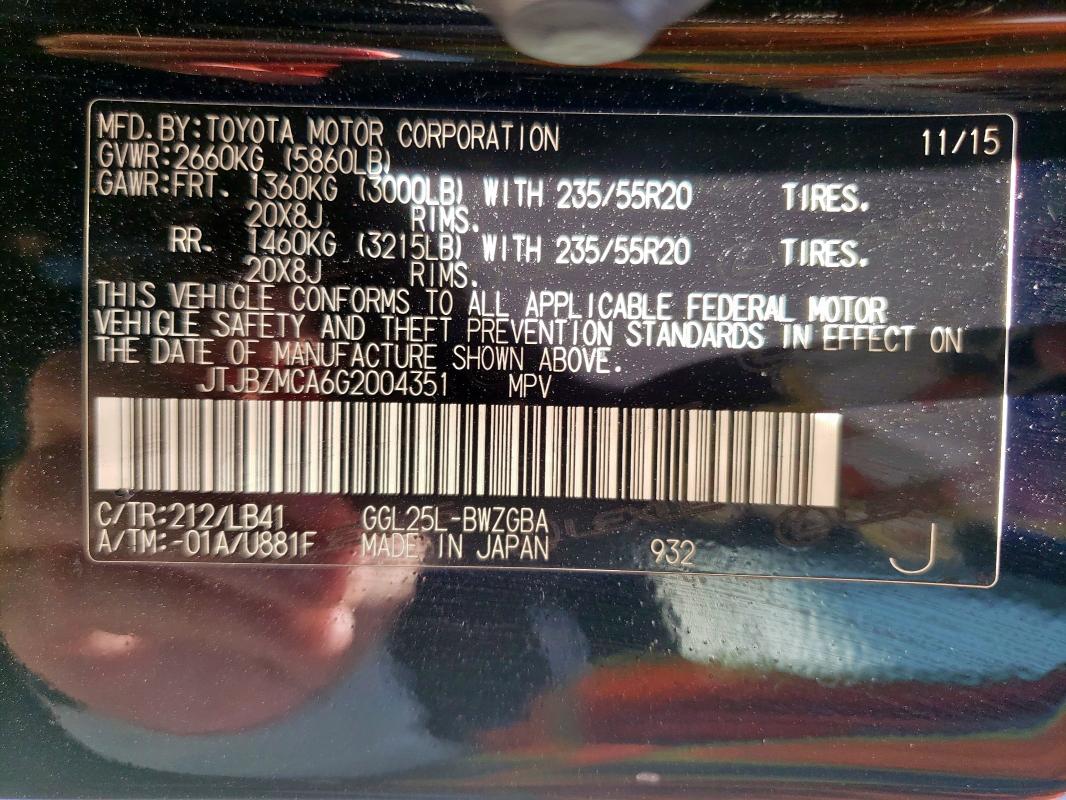 MFD.BY:TOYOTA MOTOR CORPORATION 11/15
GVWR:2660KG (5860LB)
GAWR:FRT. 1360KG (3000LB) WITH 235/55R20 TIRES.
20X8J RIMS.
RR. 1460KG (3215LB) WITH 235/55R20 TIRES.
20X8J RIMS.
THIS VEHICLE CONFORMS TO ALL APPLICABLE FEDERAL MOTOR
VEHICLE SAFETY AND THEFT PREVENTION STANDARDS IN EFFECT ON
THE DATE OF MANUFACTURE SHOWN ABOVE.
JTJBZMCA6G2004351 MPV
C/TR:212/LB41 GGL25L-BWZGBA
A/TM:-01A/U881F MADE IN JAPAN 932 J